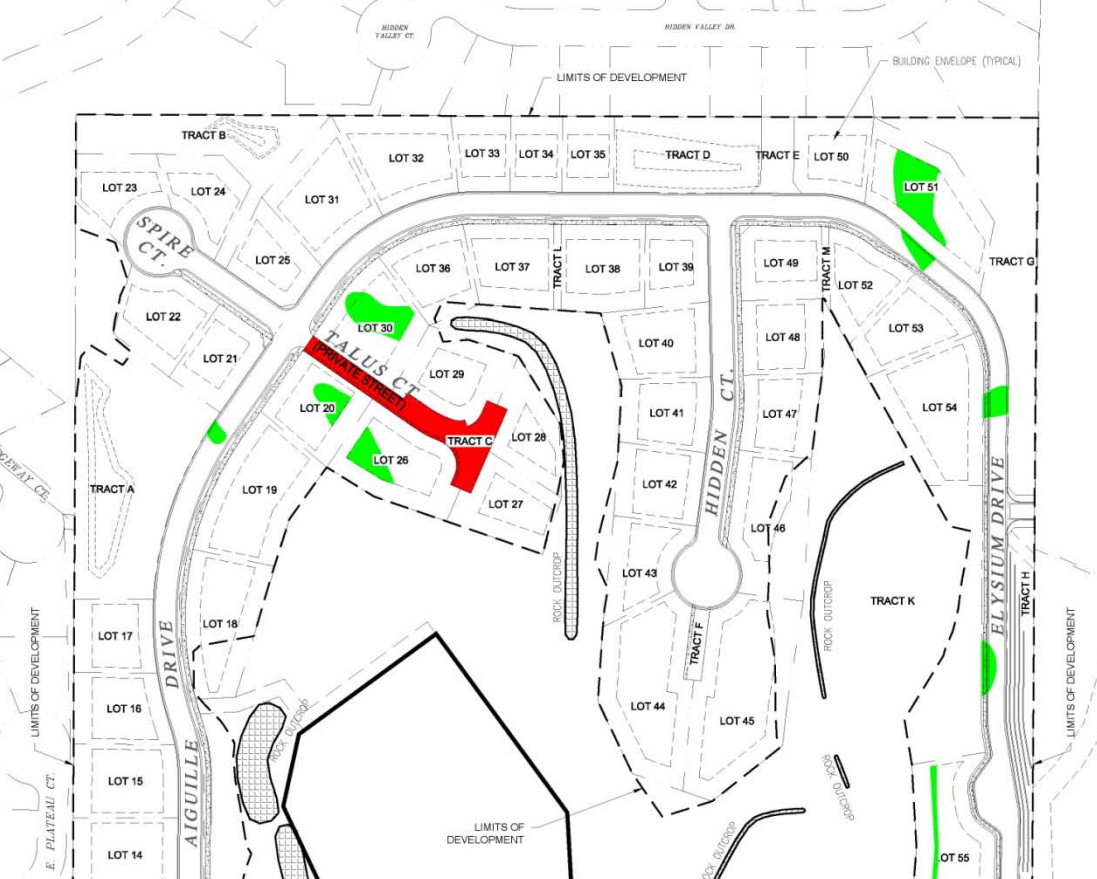 HIDDEN
VALLEY CT.
HIDDEN VALLEY DR.
BUILDING ENVELOPE (TYPICAL)
LIMITS OF DEVELOPMENT
TRACT B
LOT 32
LOT 33
LOT 34
LOT 35
TRACT D
TRACT E
LOT 50
LOT 23
LOT 24
LOT 31
LOT 51
SPIRE
CT.
LOT 25
LOT 36
LOT 37
TRACT L
LOT 38
LOT 39
LOT 49
TRACT M
LOT 52
TRACT G
LOT 22
LOT 21
LOT 30
TALUS CT
(PRIVATE STREET)
LOT 29
LOT 40
LOT 48
LOT 53
LOT 20
TRACT C
LOT 28
LOT 41
HIDDEN CT.
LOT 47
LOT 54
LOT 26
LOT 27
LOT 42
LOT 46
GEWAY CT.
TRACT A
LOT 19
ROCK OUTCROP
LOT 43
ROCK OUTCROP
TRACT K
ELYSIUM DRIVE
TRACT H
LIMITS OF DEVELOPMENT
LOT 17
LOT 18
TRACT F
LIMITS OF DEVELOPMENT
AIGUILLE DRIVE
LOT 16
ROCK OUTCROP
LOT 44
LOT 45
E. PLATEAU CT.
LOT 15
ROCK OUTCROP
LOT 14
LIMITS OF
DEVELOPMENT
OCK OUTCROP
LOT 55